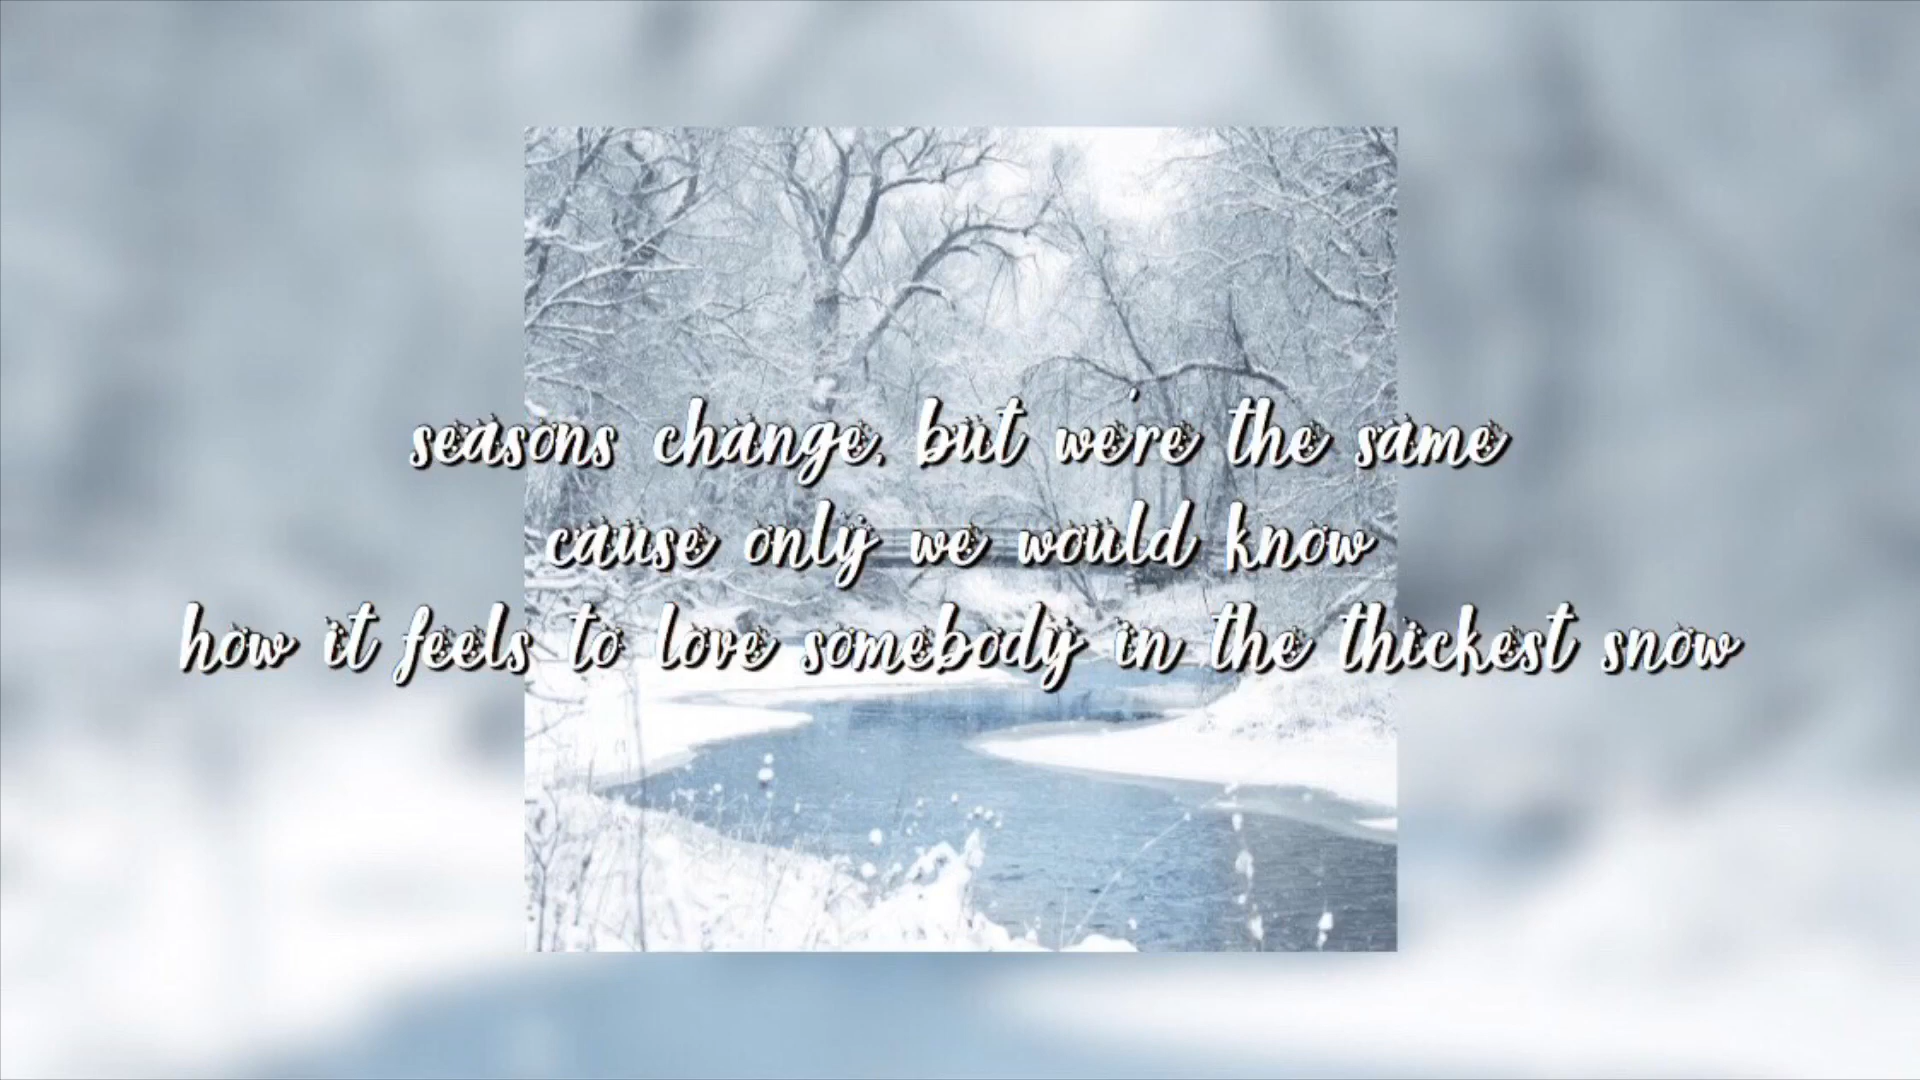 seasons change, but we're the same
cause only we would know
how it feels to love somebody in the thickest snow